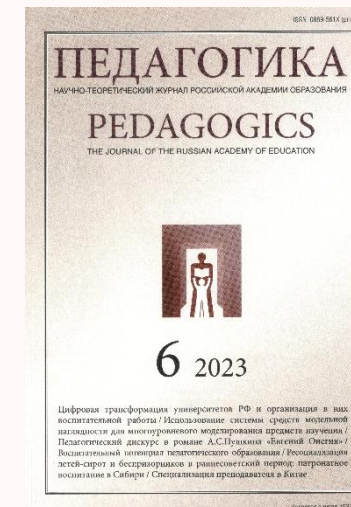 ISSN 0869-561X
ПЕДАГОГИКА
НАУЧНО-ТЕОРЕТИЧЕСКИЙ ЖУРНАЛ РОССИЙСКОЙ АКАДЕМИИ ОБРАЗОВАНИЯ
PEDAGOGICS
THE JOURNAL OF THE RUSSIAN ACADEMY OF EDUCATION
6 2023
Цифровая трансформация университетов РФ и организация в них
воспитательной работы / Использование системы средств модельной
наглядности для многоуровневого моделирования предмета изучения /
Педагогический дискурс в романе А.С.Пушкина «Евгений Онегин» /
Воспитательный потенциал педагогического образования / Ресоциализация
детей-сирот и беспризорников в раннесоветский период: патронатное
воспитание в Сибири / Специализация преподавателя в Китае